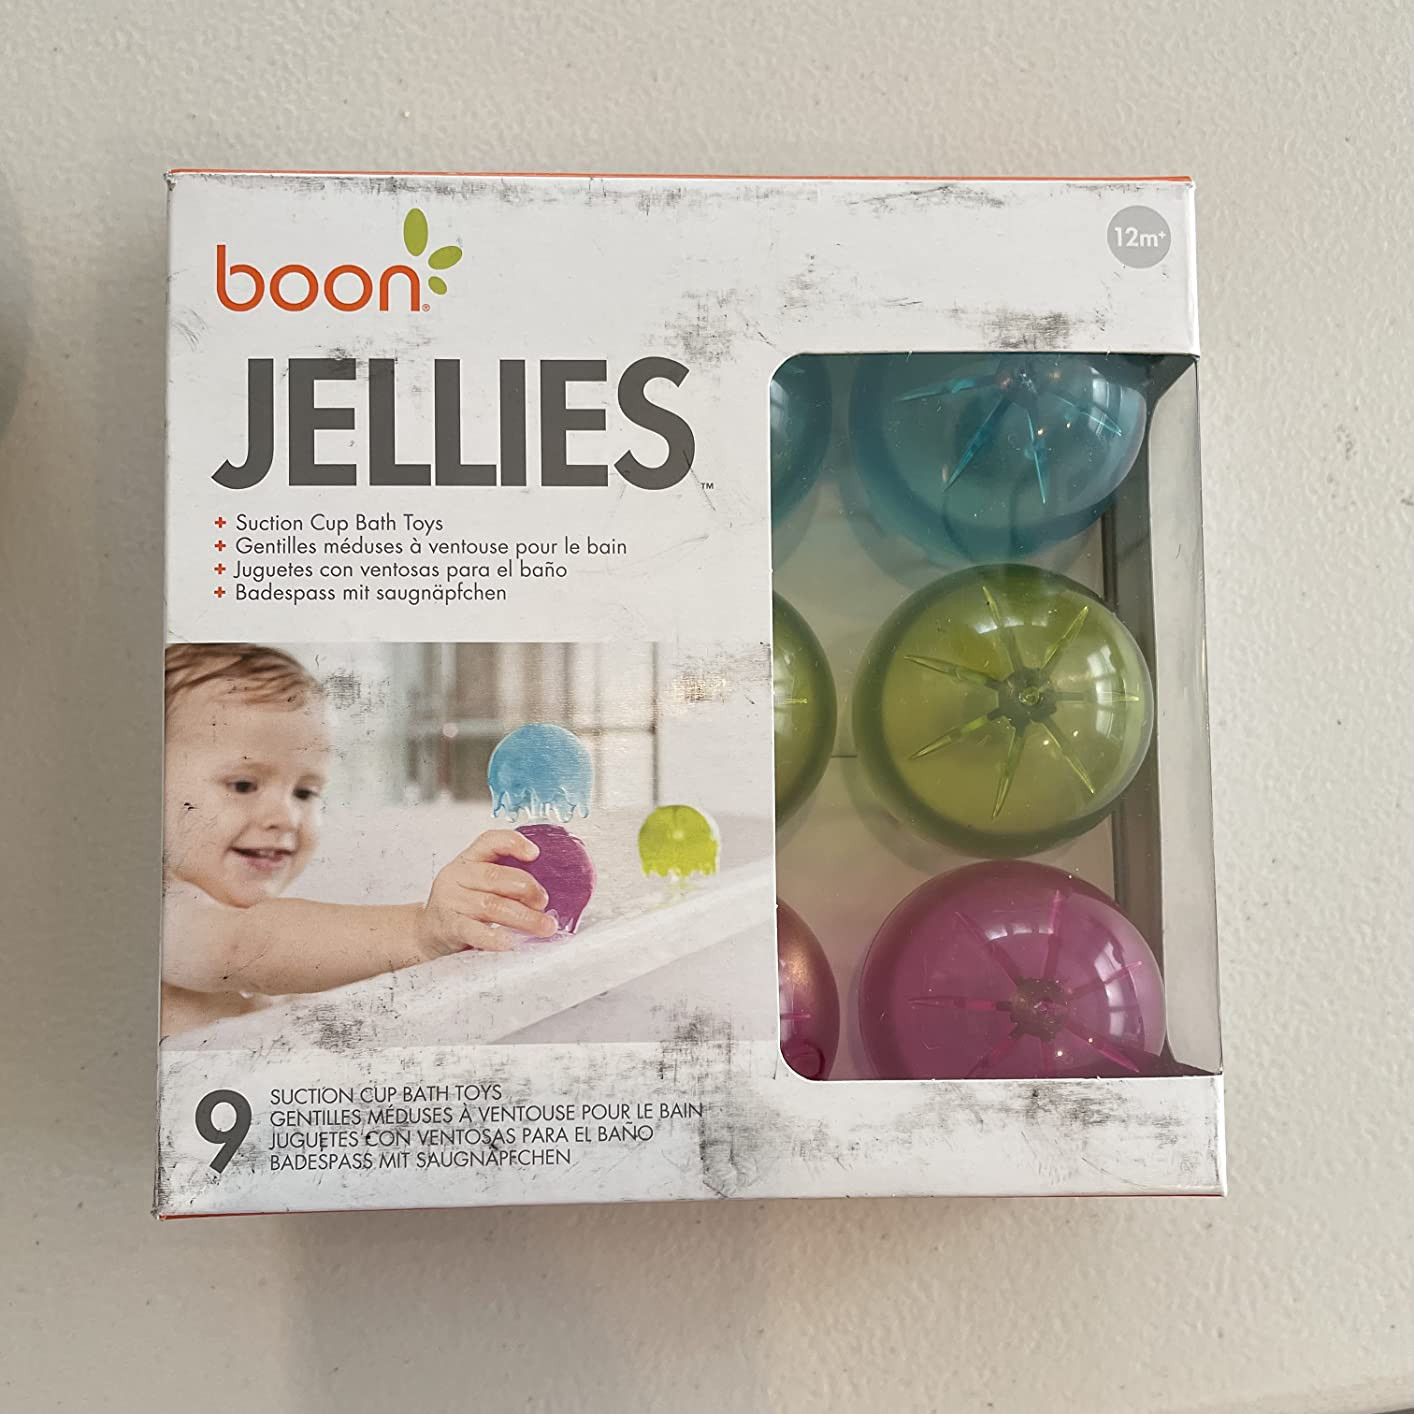 boon®
12m+
JELLIES™
+ Suction Cup Bath Toys
+ Gentilles méduses à ventouse pour le bain
+ Juguetes con ventosas para el baño
+ Badespass mit saugnäpfchen
9
SUCTION CUP BATH TOYS
GENTILLES MÉDUSES À VENTOUSE POUR LE BAIN
JUGUETES CON VENTOSAS PARA EL BAÑO
BADESPASS MIT SAUGNÄPFCHEN